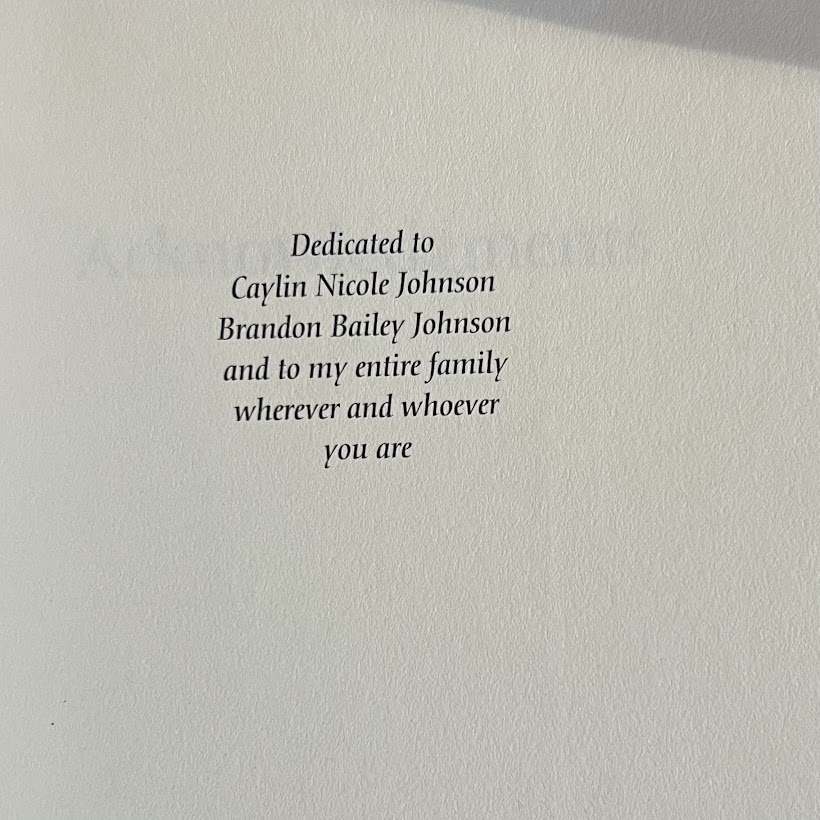 Dedicated to
Caylin Nicole Johnson
Brandon Bailey Johnson
and to my entire family
wherever and whoever
you are